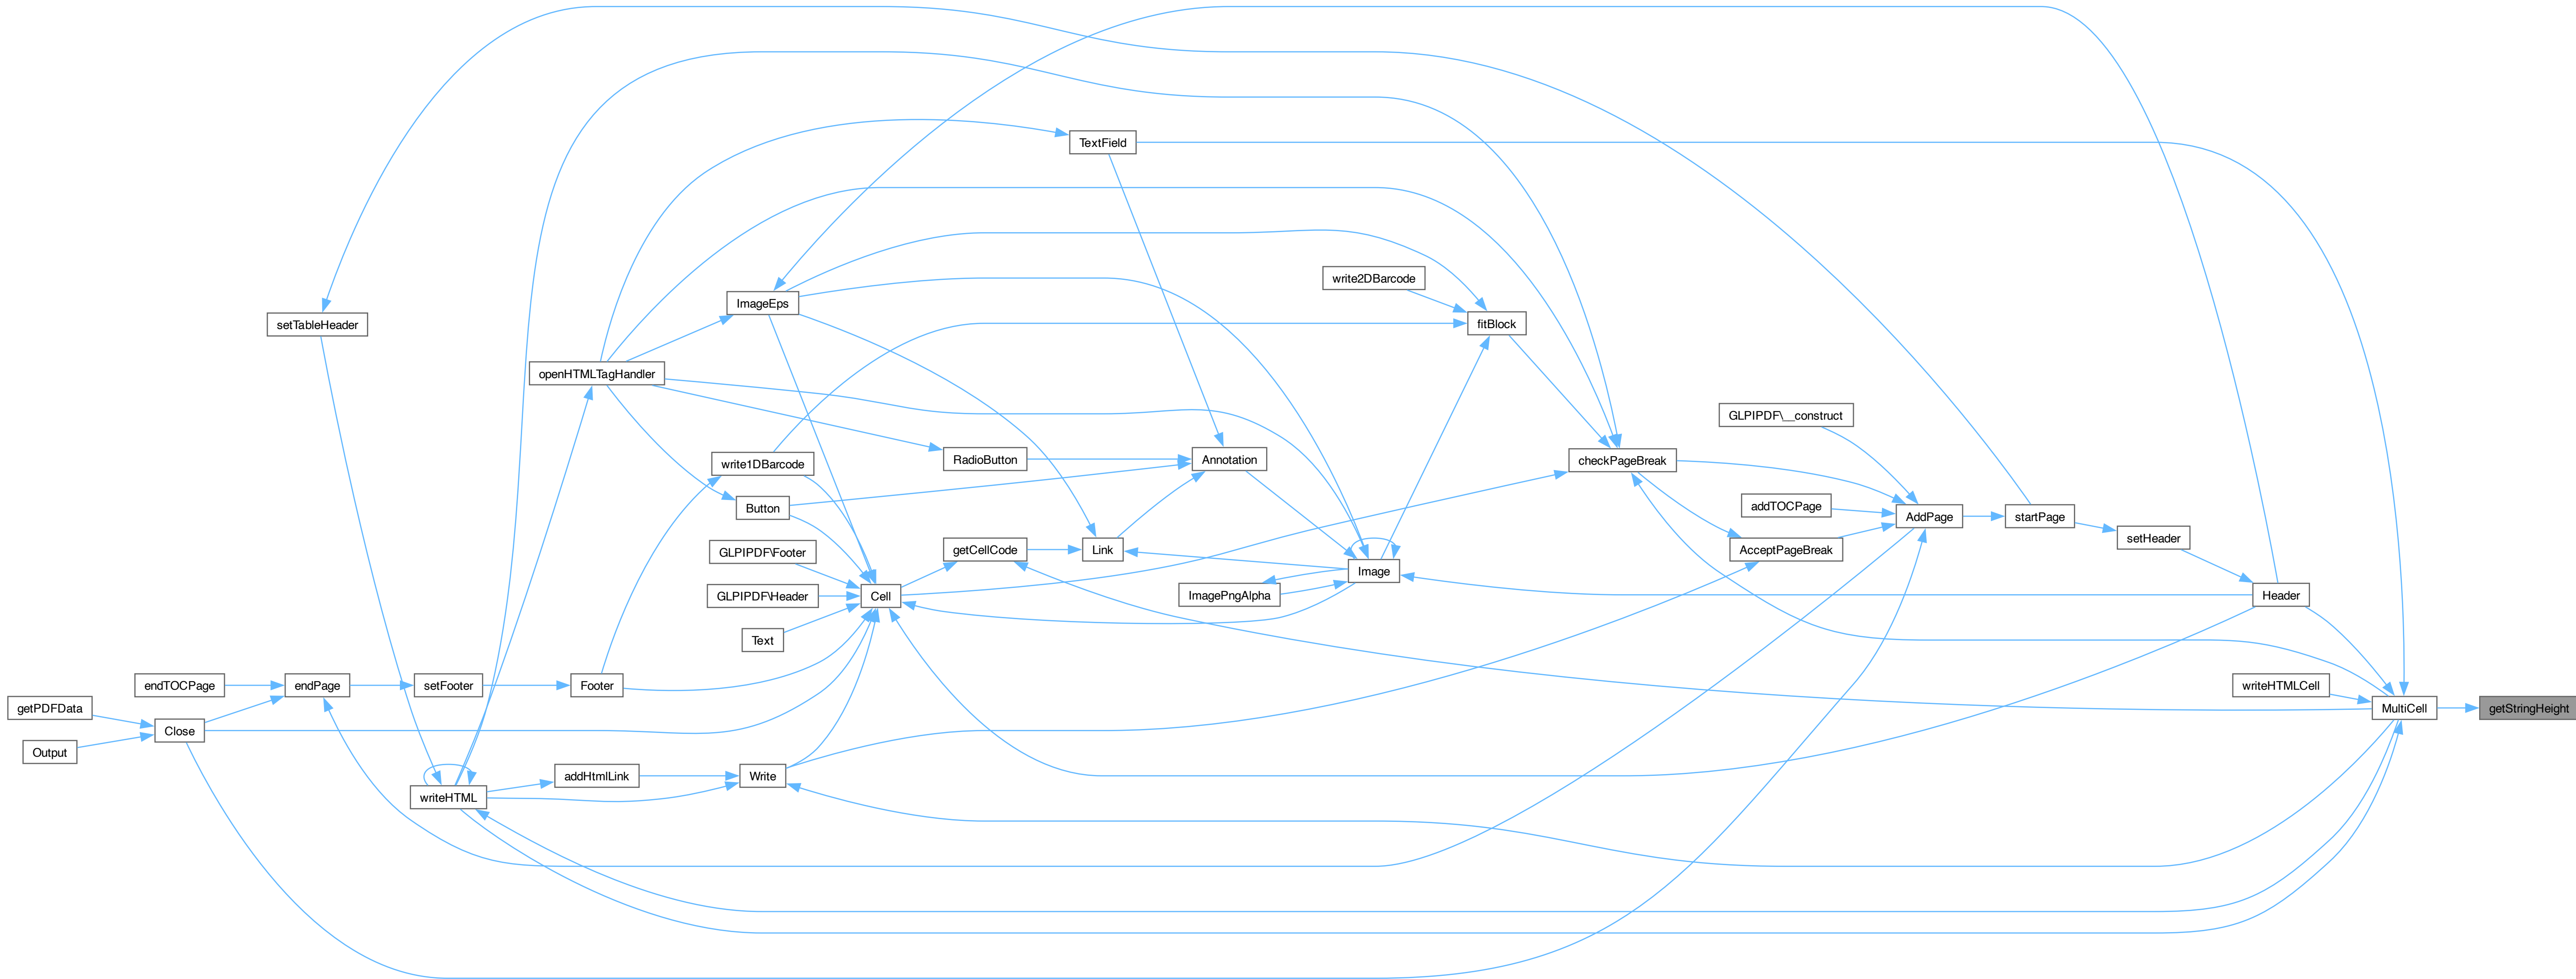 TextField
write2DBarcode
ImageEps
fitBlock
setTableHeader
openHTMLTagHandler
GLPIPDF\__construct
RadioButton
Annotation
checkPageBreak
write1DBarcode
addTOCPage
Button
AddPage
startPage
setHeader
GLPIPDF\Footer
getCellCode
Link
AcceptPageBreak
Image
GLPIPDF\Header
Cell
ImagePngAlpha
Header
Text
endTOCPage
endPage
setFooter
Footer
writeHTMLCell
getPDFData
MultiCell
getStringHeight
Close
Output
addHtmlLink
Write
writeHTML